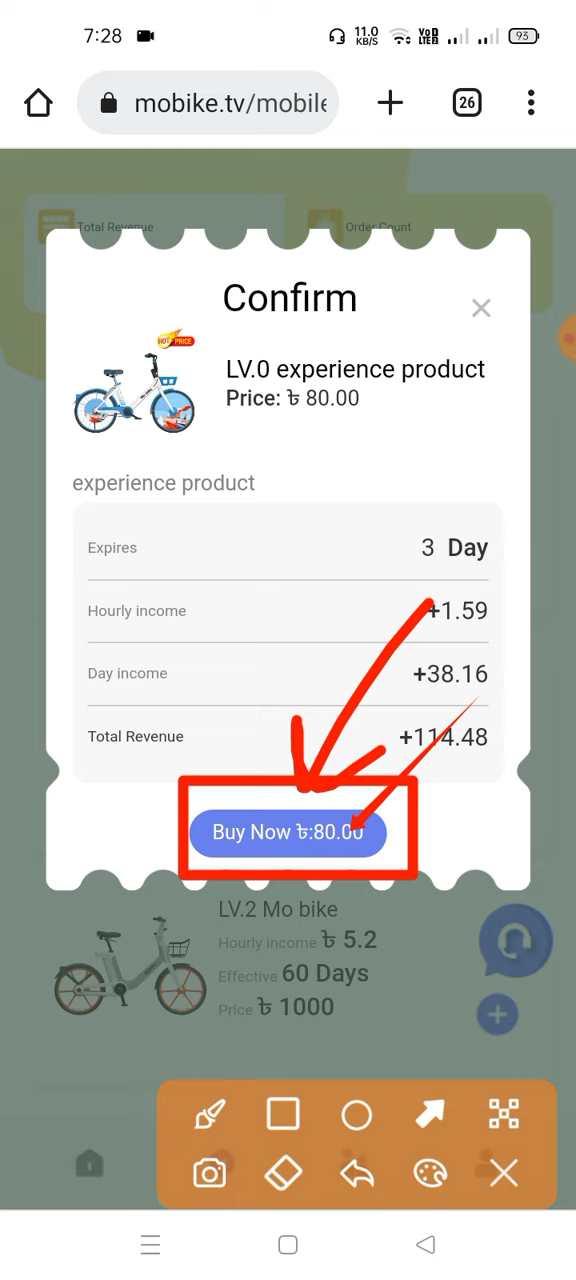 7:28
11.0
KB/S
VoD
LTE2
93
mobike.tv/mobile
26
Total Revenue
Order Count
Confirm
HOT PRICE
LV.0 experience product
Price: ৳ 80.00
experience product
Expires 3 Day
Hourly income +1.59
Day income +38.16
Total Revenue +114.48
Buy Now ৳:80.00
LV.2 Mo bike
Hourly income ৳ 5.2
Effective 60 Days
Price ৳ 1000